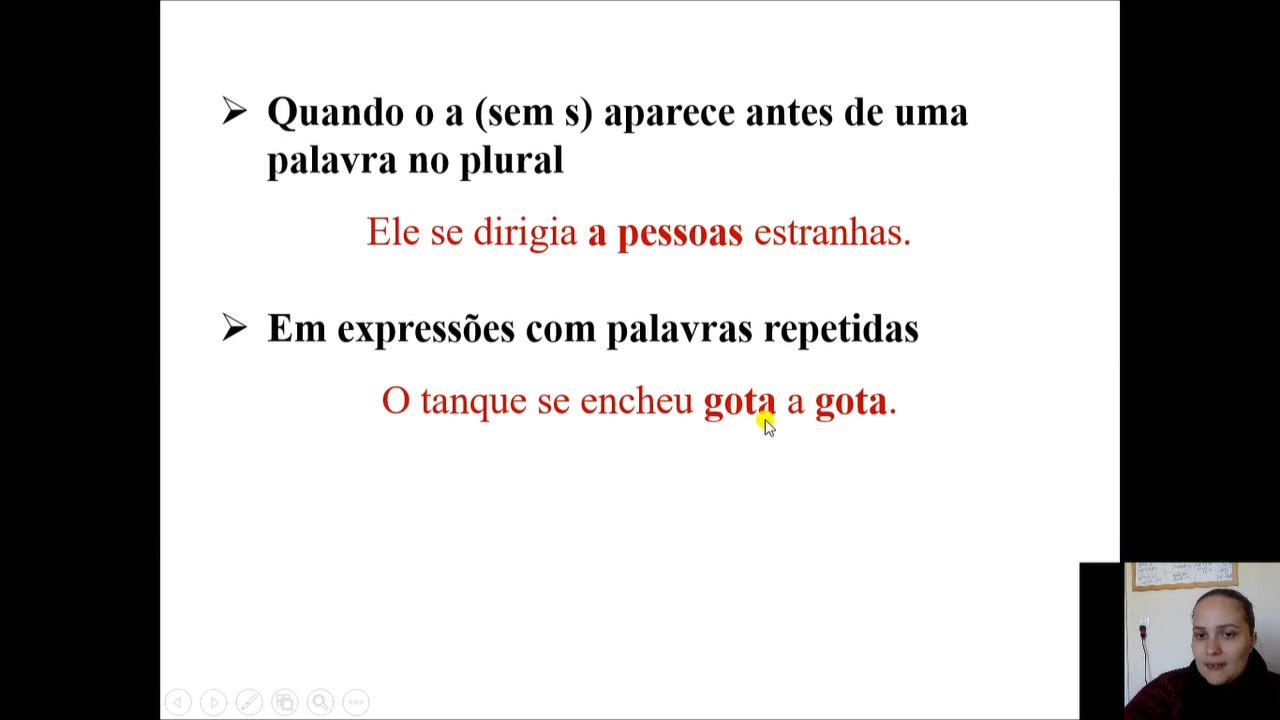 Quando o a (sem s) aparece antes de uma
palavra no plural
Ele se dirigia a pessoas estranhas.
Em expressões com palavras repetidas
O tanque se encheu gota a gota.